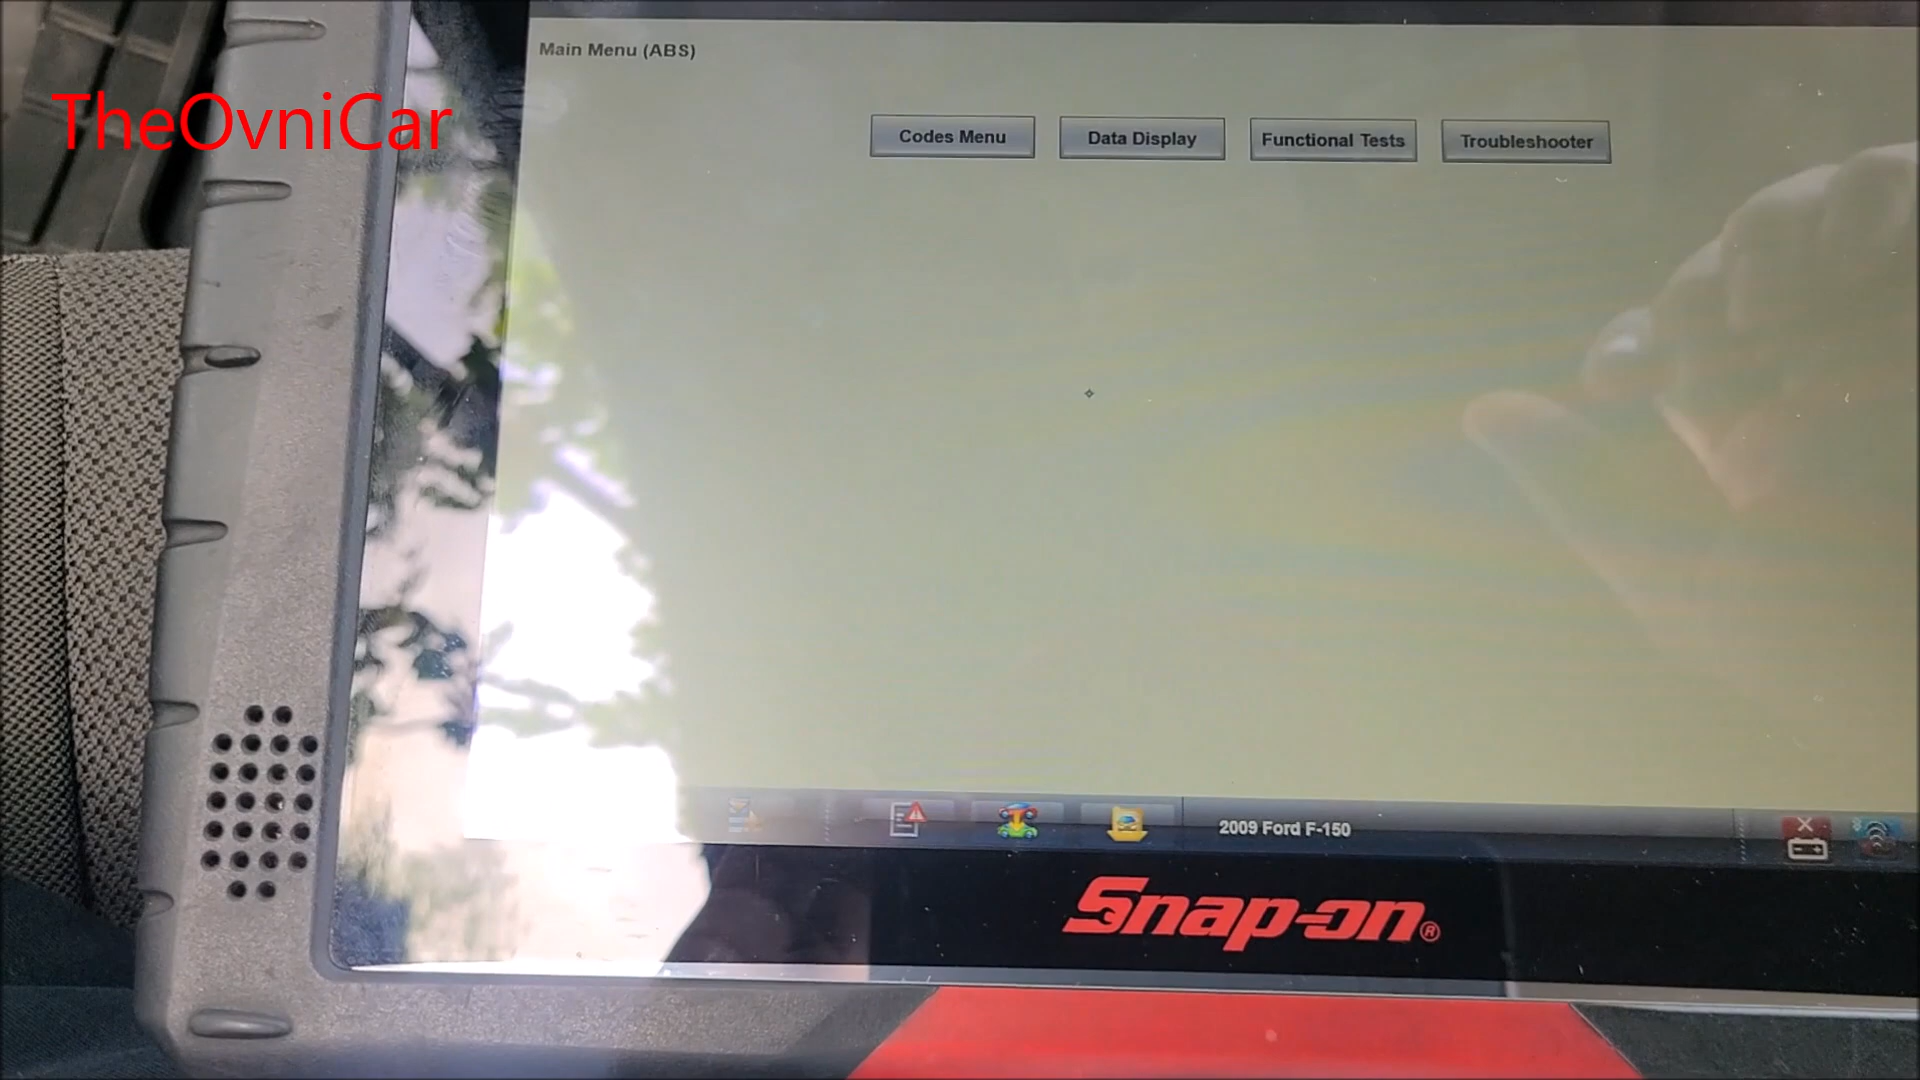 Main Menu (ABS)
TheOvniCar
Codes Menu
Data Display
Functional Tests
Troubleshooter
2009 Ford F-150
Snap-on®